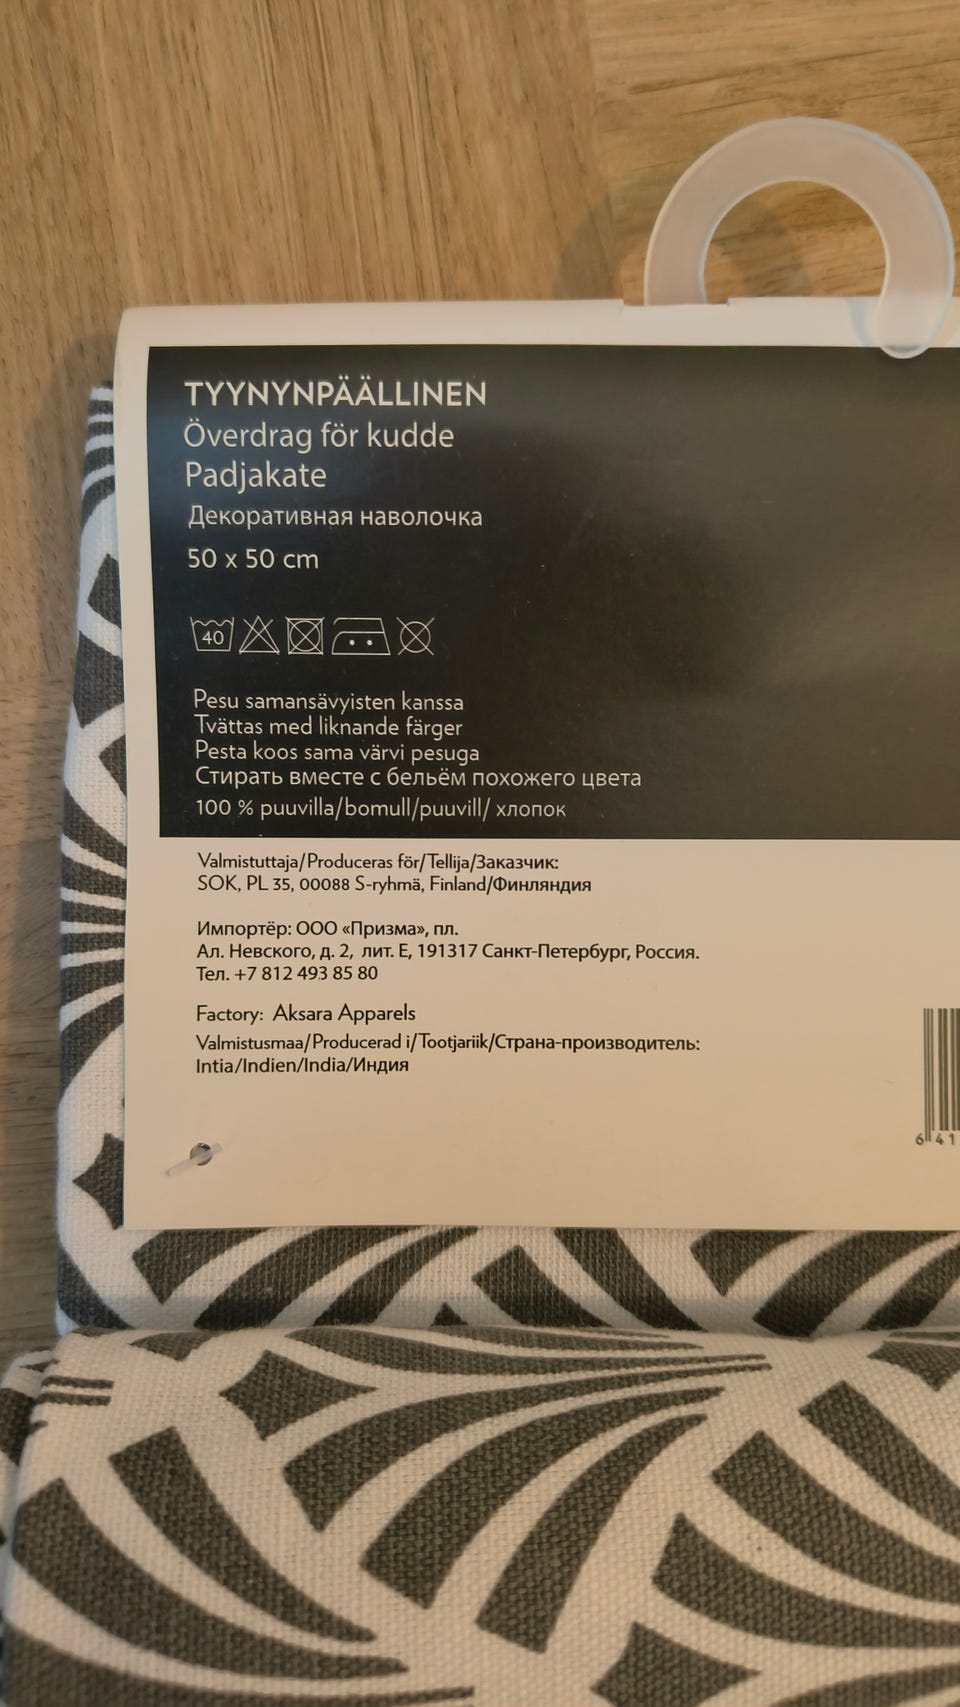 TYYNYNPÄÄLLINEN
Överdrag för kudde
Padjakate
Декоративная наволочка
50 x 50 cm
40
Pesu samansävyisten kanssa
Tvättas med liknande färger
Pesta koos sama värvi pesuga
Стирать вместе с бельём похожего цвета
100 % puuvilla/bomull/puuvill/ хлопок
Valmistuttaja/Produceras för/Tellija/Заказчик:
SOK, PL 35, 00088 S-ryhmä, Finland/Финляндия
Импортёр: ООО «Призма», пл.
Ал. Невского, д. 2, лит. Е, 191317 Санкт-Петербург, Россия.
Тел. +7 812 493 85 80
Factory: Aksara Apparels
Valmistusmaa/Producerad i/Tootjariik/Страна-производитель:
Intia/Indien/India/Индия
6 41